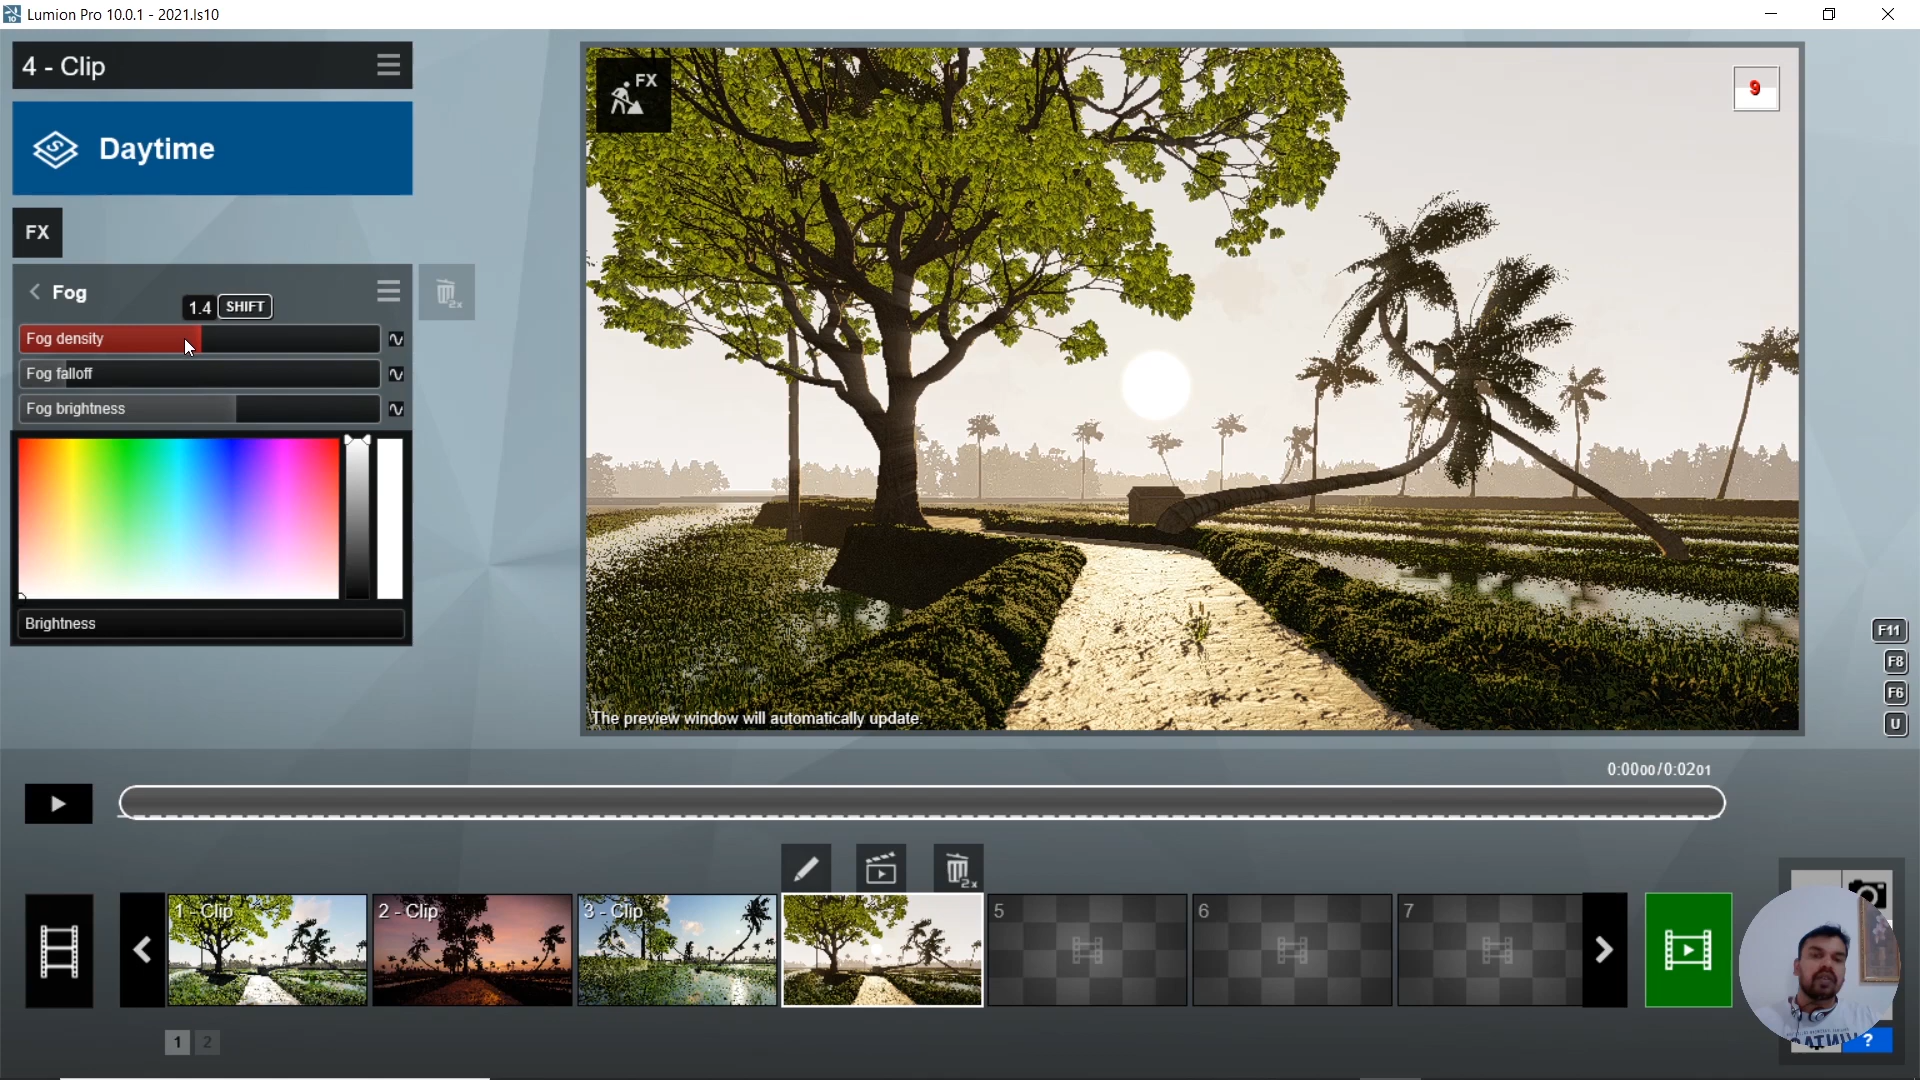 Lumion Pro 10.0.1 - 2021.ls10
4 - Clip
Daytime
FX
Fog
1.4 SHIFT
2x
Fog density
Fog falloff
Fog brightness
Brightness
FX
9
The preview window will automatically update.
F11
F8
F6
U
0:0000/0:0201
2x
1 - Clip
2 - Clip
3 - Clip
5
6
7
1 2
?